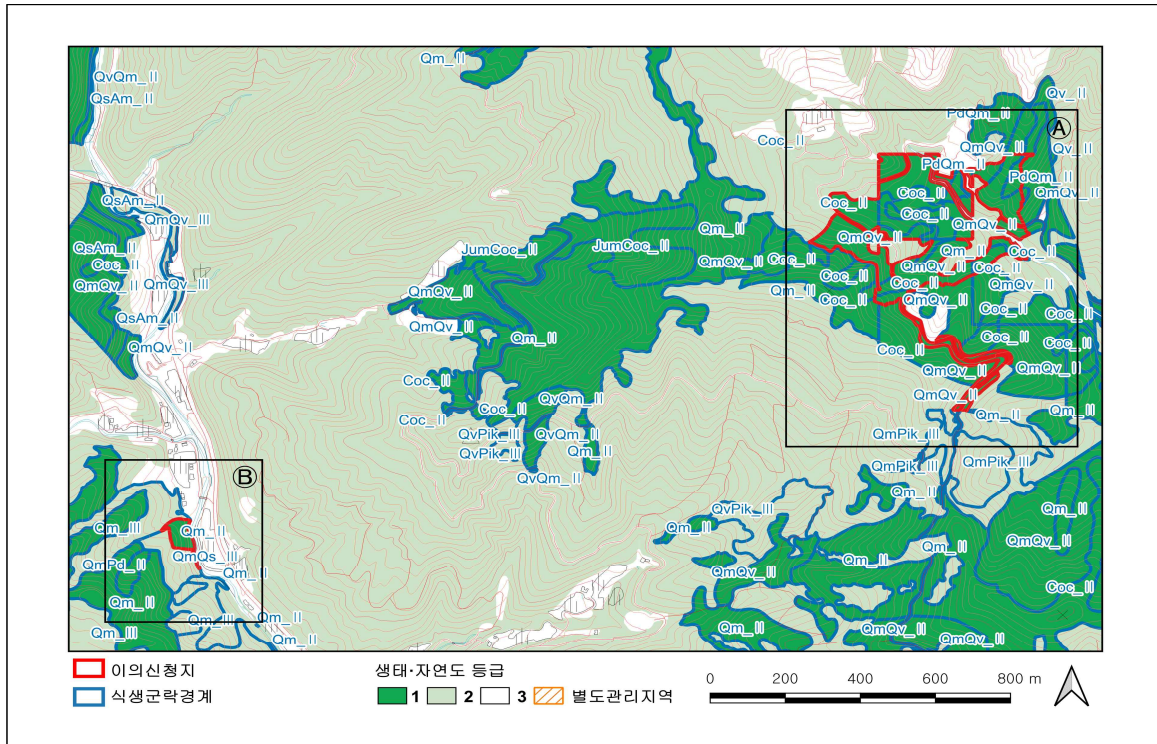 Qm_Ⅱ
QvQm_Ⅱ
QsAm_Ⅱ
Qv_Ⅱ
PdQm_Ⅱ
Ⓐ
Coc_Ⅱ
QmQv_Ⅱ
Qv_Ⅱ
PdQm_Ⅱ
PdQm_Ⅱ
QmQv_Ⅱ
QsAm_Ⅱ
Coc_Ⅱ
Coc_Ⅱ
Coc_Ⅱ
QmQv_Ⅲ
QmQv_Ⅱ
Qm_Ⅱ
QmQv_Ⅱ
QsAm_Ⅱ
JumCoc_Ⅱ
JumCoc_Ⅱ
Qm_Ⅱ
Coc_Ⅱ
Coc_Ⅱ
QmQv_Ⅱ
Coc_Ⅱ
QmQv_Ⅱ
Coc_Ⅱ
Coc_Ⅱ
QmQv_Ⅱ
QmQv_Ⅲ
QmQv_Ⅱ
Qm_Ⅱ
Coc_Ⅱ
QmQv_Ⅱ
Coc_Ⅱ
QmQv_Ⅱ
Coc_Ⅱ
Coc_Ⅱ
QsAm_Ⅱ
QmQv_Ⅱ
Qm_Ⅱ
Coc_Ⅱ
QmQv_Ⅱ
Coc_Ⅱ
Coc_Ⅱ
QmQv_Ⅱ
QmQv_Ⅱ
Coc_Ⅱ
QvQm_Ⅱ
QmQv_Ⅱ
Coc_Ⅱ
Coc_Ⅱ
Qm_Ⅱ
Qm_Ⅱ
QvPik_Ⅲ
QvQm_Ⅱ
QmPik_Ⅲ
QvPik_Ⅲ
Qm_Ⅱ
QmPik_Ⅲ
QmPik_Ⅲ
Ⓑ
QvQm_Ⅱ
Qm_Ⅱ
QvPik_Ⅲ
Qm_Ⅱ
Qm_Ⅲ
Qm_Ⅱ
Qm_Ⅱ
QmQv_Ⅱ
QmPd_Ⅱ
QmQs_Ⅲ
Qm_Ⅱ
Qm_Ⅱ
Qm_Ⅱ
QmQv_Ⅱ
Qm_Ⅱ
Coc_Ⅱ
Qm_Ⅲ
Qm_Ⅲ
Qm_Ⅱ
Qm_Ⅱ
Qm_Ⅱ
QmQv_Ⅱ
QmQv_Ⅱ
이의신청지
식생군락경계
생태·자연도 등급
1 2 3 별도관리지역
0 200 400 600 800 m